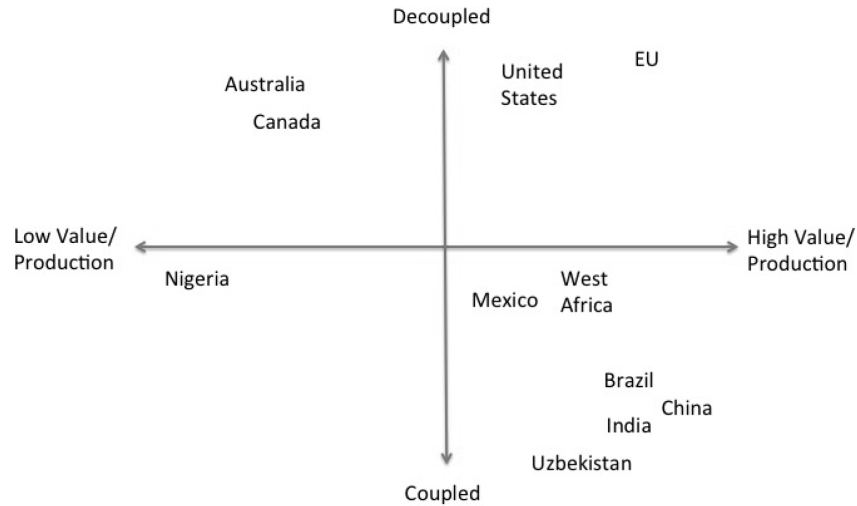 Decoupled
EU
United
States
Australia
Canada
Low Value/
Production
High Value/
Production
Nigeria
West
Africa
Mexico
Brazil
China
India
Uzbekistan
Coupled